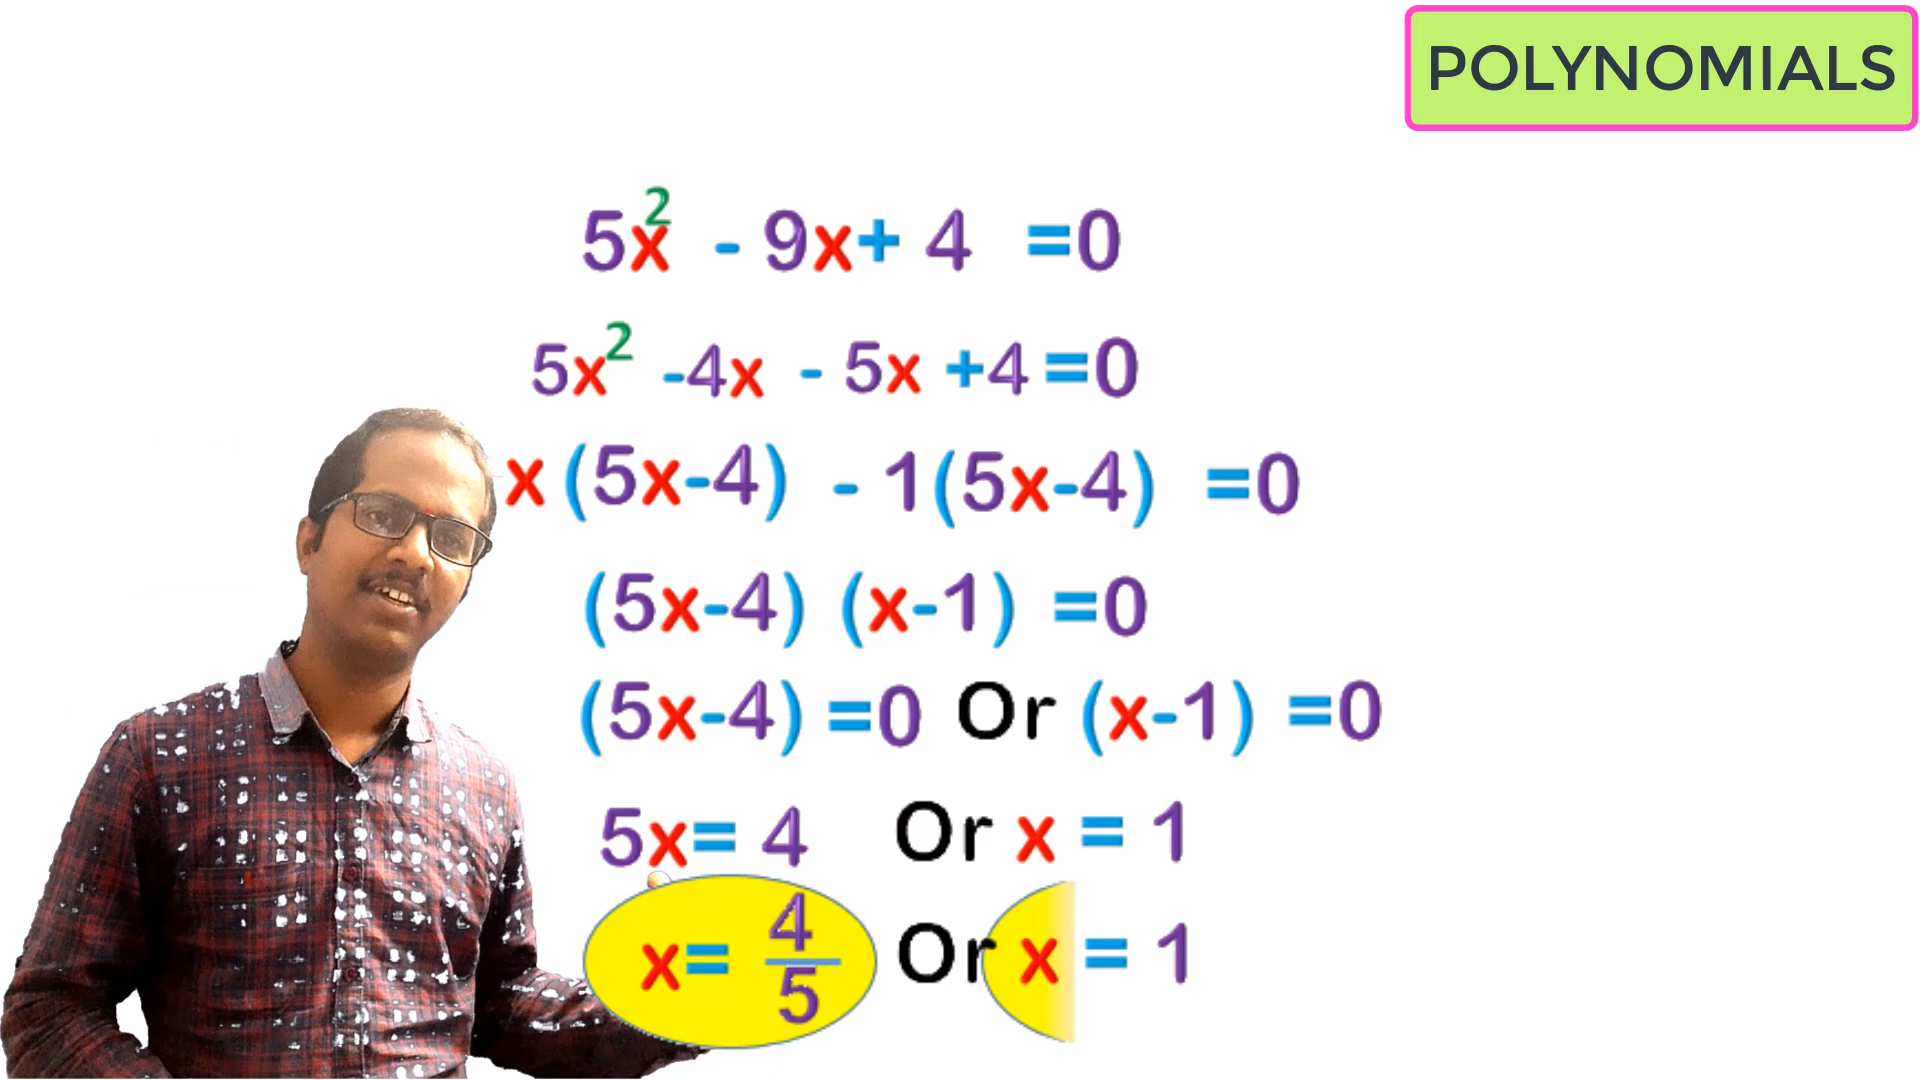 POLYNOMIALS
5x² - 9x + 4 = 0
5x² - 4x - 5x + 4 = 0
x (5x-4) - 1 (5x-4) = 0
(5x-4) (x-1) = 0
(5x-4) = 0 Or (x-1) = 0
5x = 4 Or x = 1
x = 4/5 Or x = 1